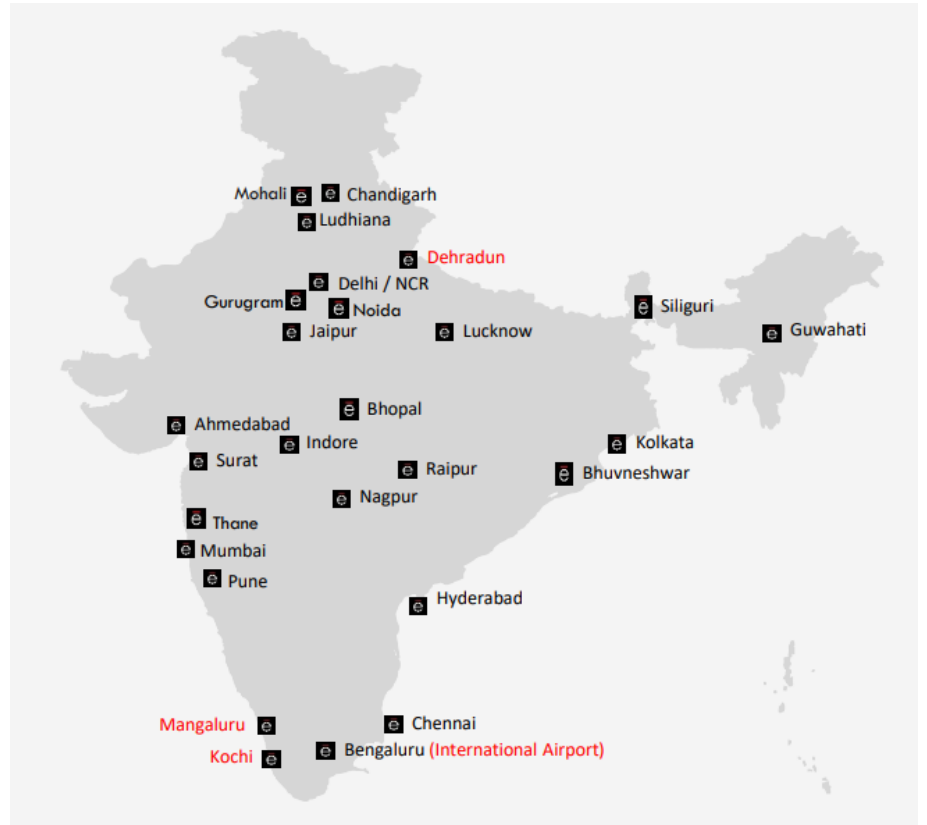 Mohali
Chandigarh
Ludhiana
Dehradun
Delhi / NCR
Gurugram
Noida
Siliguri
Jaipur
Lucknow
Guwahati
Bhopal
Ahmedabad
Indore
Kolkata
Surat
Raipur
Bhuvneshwar
Nagpur
Thane
Mumbai
Pune
Hyderabad
Mangaluru
Chennai
Bengaluru (International Airport)
Kochi